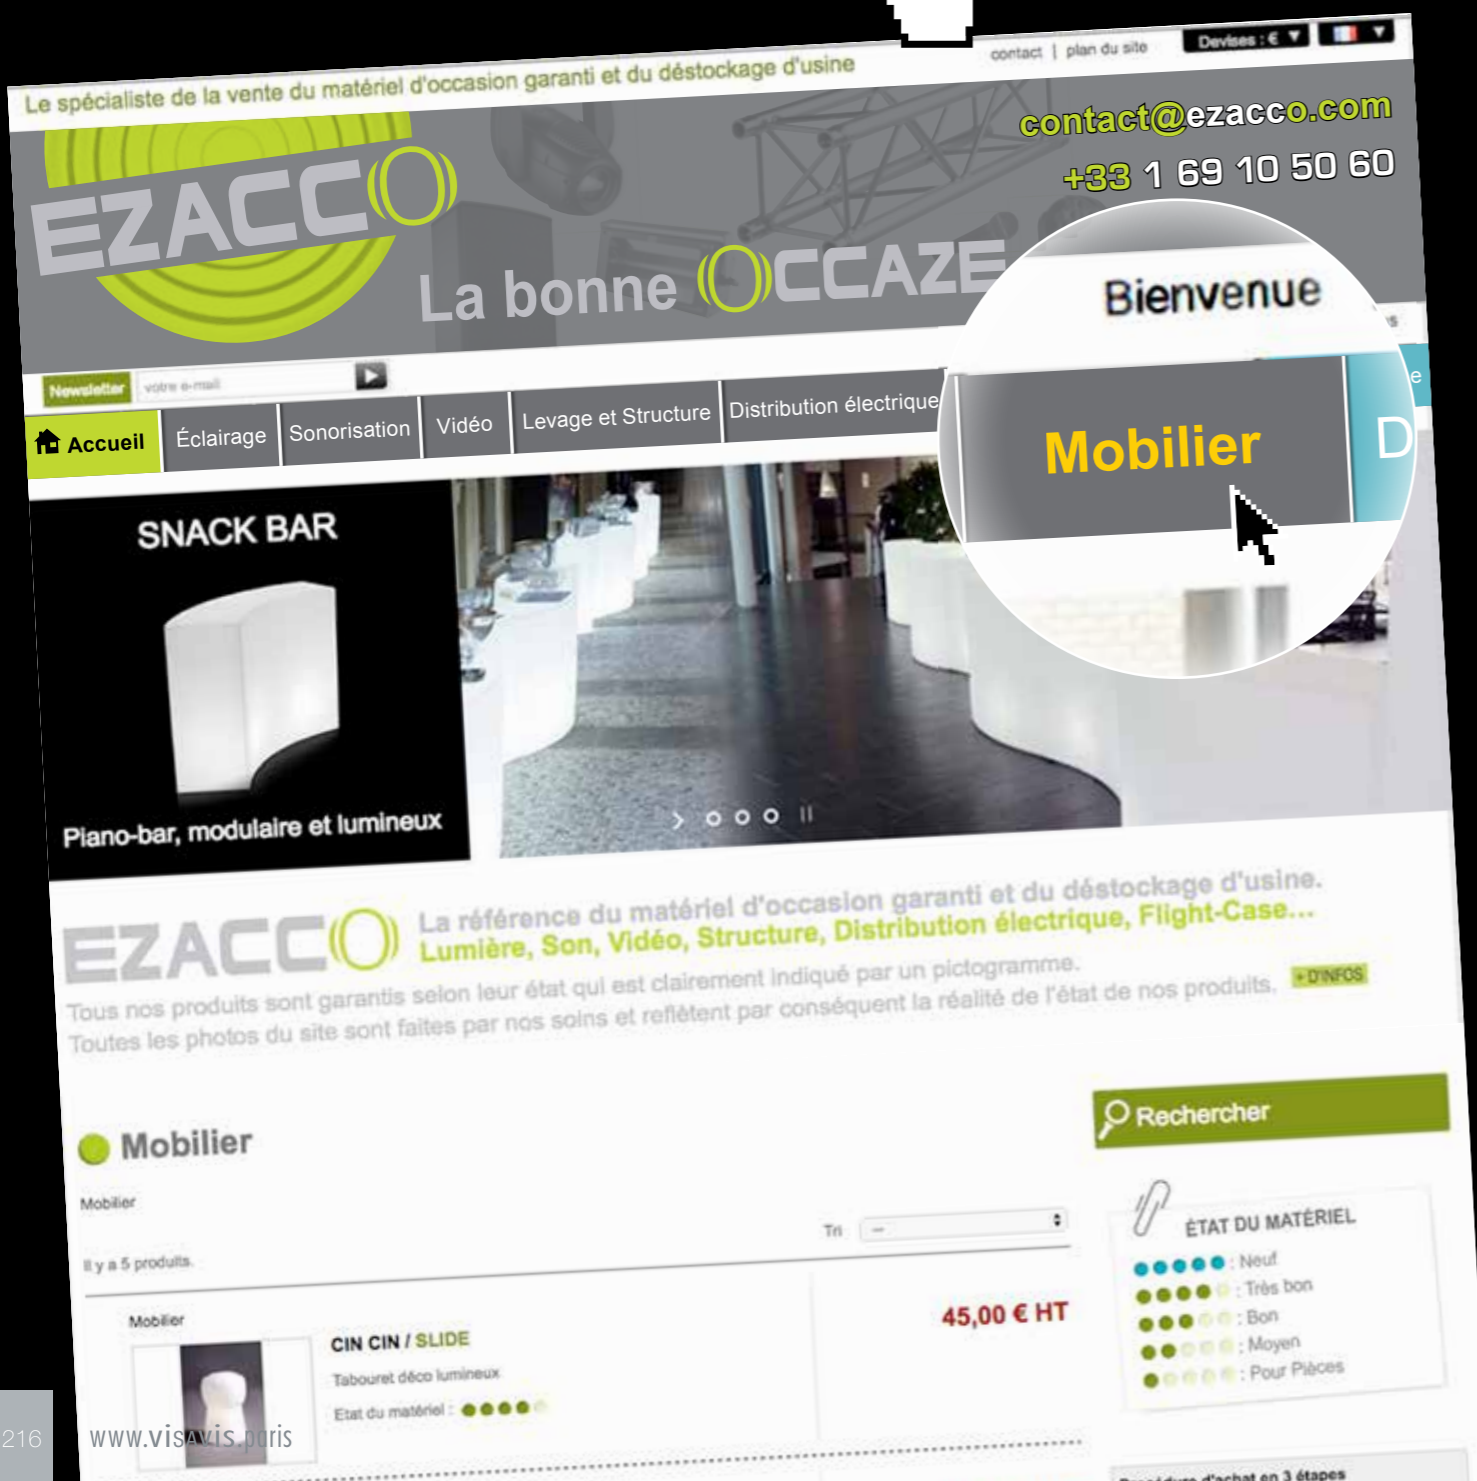 Le spécialiste de la vente du matériel d'occasion garanti et du déstockage d'usine
contact | plan du site
Devises : € ▼
contact@ezacco.com
+33 1 69 10 50 60
EZACCO
La bonne OCCAZE
Bienvenue
Newsletter
votre e-mail
Accueil
Éclairage
Sonorisation
Vidéo
Levage et Structure
Distribution électrique
Mobilier
D
e
SNACK BAR
Piano-bar, modulaire et lumineux
EZACCO
La référence du matériel d'occasion garanti et du déstockage d'usine.
Lumière, Son, Vidéo, Structure, Distribution électrique, Flight-Case...
Tous nos produits sont garantis selon leur état qui est clairement indiqué par un pictogramme.
Toutes les photos du site sont faites par nos soins et reflètent par conséquent la réalité de l'état de nos produits.
+ D'INFOS
Mobilier
Mobilier
Il y a 5 produits.
Tri
--
Mobilier
CIN CIN / SLIDE
Tabouret déco lumineux
Etat du matériel :
45,00 € HT
Rechercher
ÉTAT DU MATÉRIEL
: Neuf
: Très bon
: Bon
: Moyen
: Pour Pièces
Procédure d'achat en 3 étapes
216
www.visavis.paris